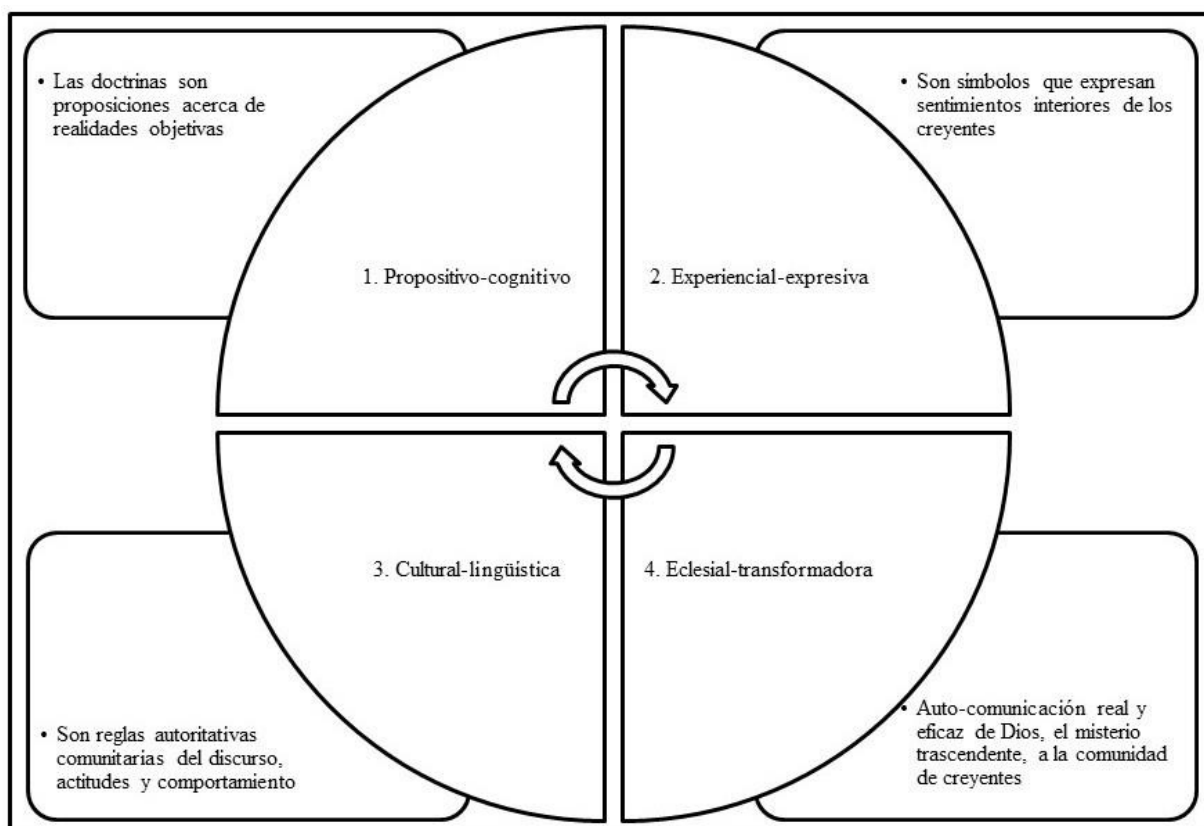 • Las doctrinas son
proposiciones acerca de
realidades objetivas
• Son símbolos que expresan
sentimientos interiores de los
creyentes
1. Propositivo-cognitivo
2. Experiencial-expresiva
3. Cultural-lingüística
4. Eclesial-transformadora
• Son reglas autoritativas
comunitarias del discurso,
actitudes y comportamiento
• Auto-comunicación real y
eficaz de Dios, el misterio
trascendente, a la comunidad
de creyentes